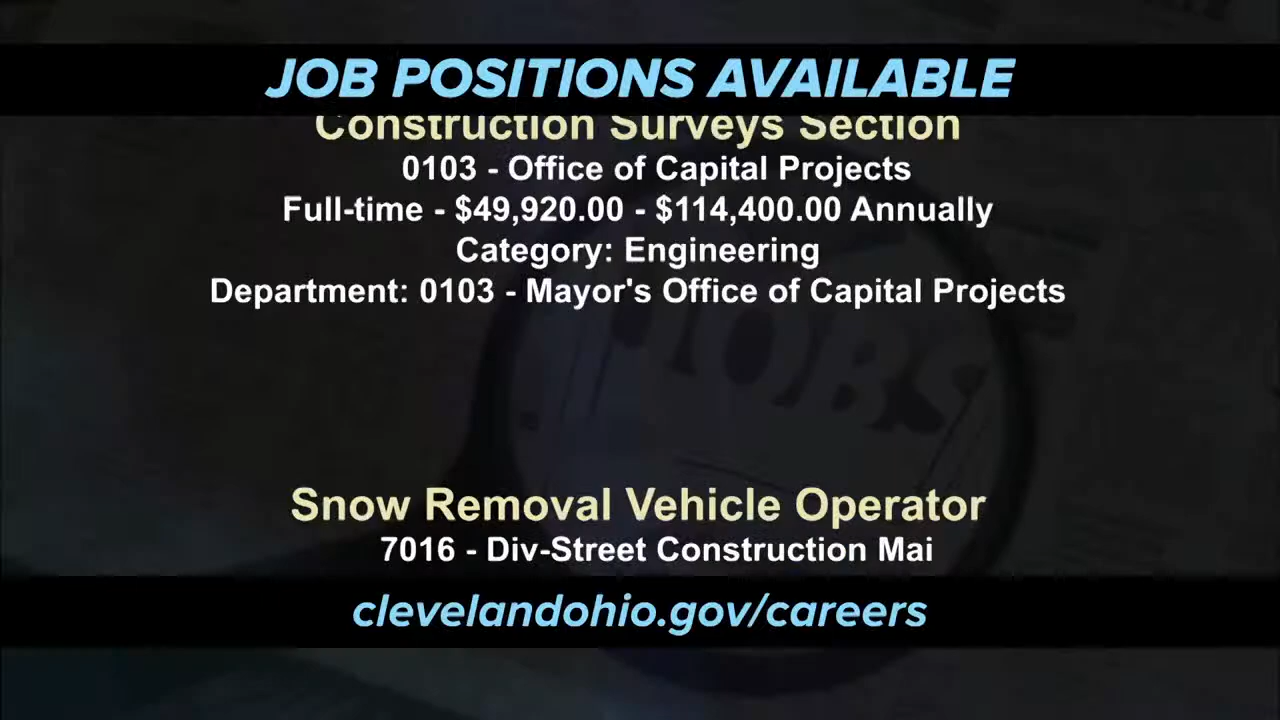 JOB POSITIONS AVAILABLE
Construction Surveys Section
0103 - Office of Capital Projects
Full-time - $49,920.00 - $114,400.00 Annually
Category: Engineering
Department: 0103 - Mayor's Office of Capital Projects
JOBS
Snow Removal Vehicle Operator
7016 - Div-Street Construction Mai
clevelandohio.gov/careers